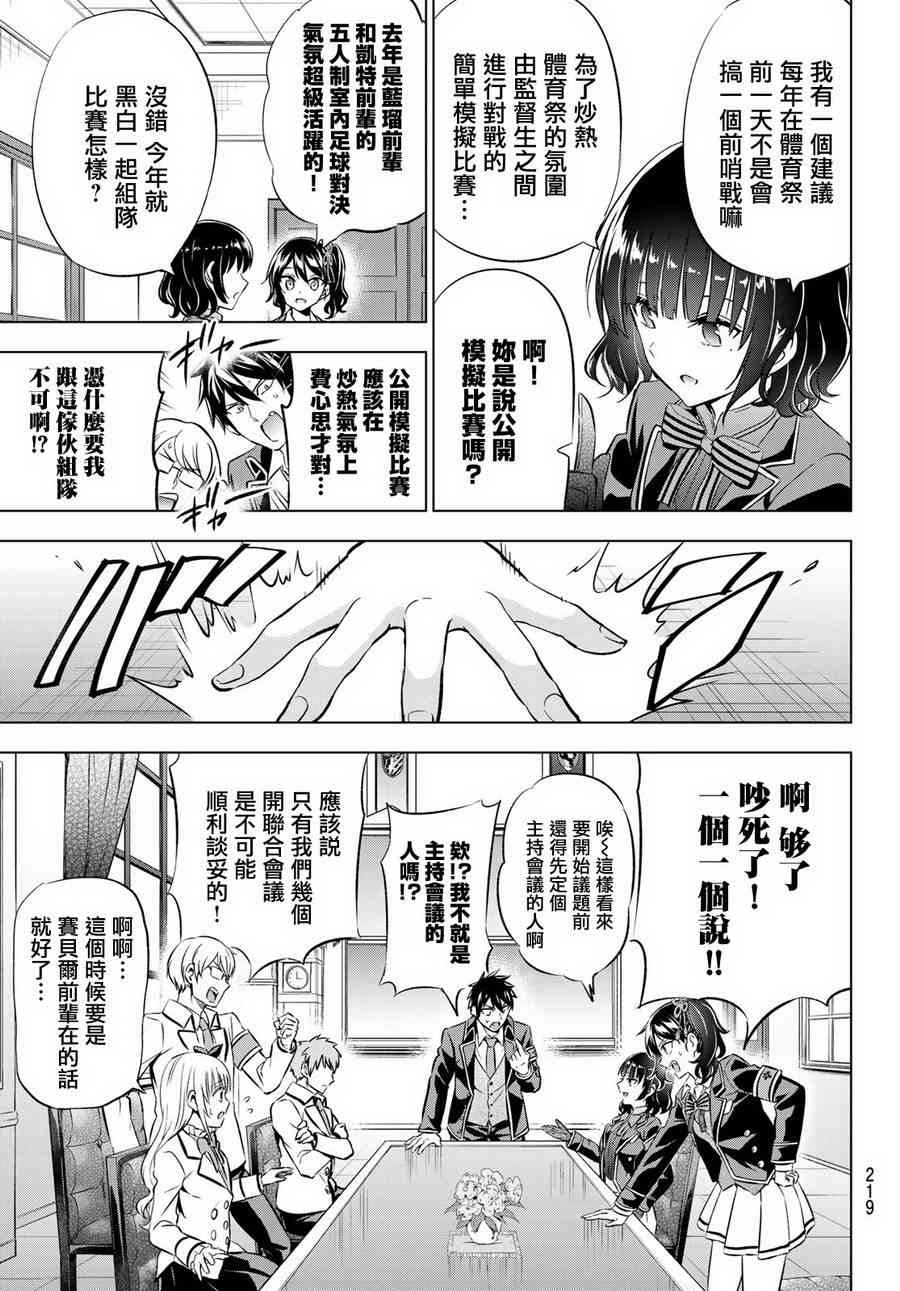 我有一個建議
每年在體育祭
前一天不是會
搞一個前哨戰嘛
為了炒熱
體育祭的氛圍
由監督生之間
進行對戰的
簡單模擬比賽…
啊!
妳是說公開
模擬比賽嗎?
去年是藍瑠前輩
和凱特前輩的
五人制室內足球對決
氣氛超級活躍的!
沒錯 今年就
黑白一起組隊
比賽怎樣?
公開模擬比賽
應該在
炒熱氣氛上
費心思才對…
憑什麼要我
跟這傢伙組隊
不可啊!?
バン
啊 够了
吵死了!
一個一個說!!
唉~這樣看來
要開始議題前
還得先定個
主持會議的人啊
欸!?我不就是
主持會議的
人嗎!?
應該說
只有我們幾個
開聯合會議
是不可能
順利談妥的!
啊啊…
這個時候要是
賽貝爾前輩在的話
就好了…
219